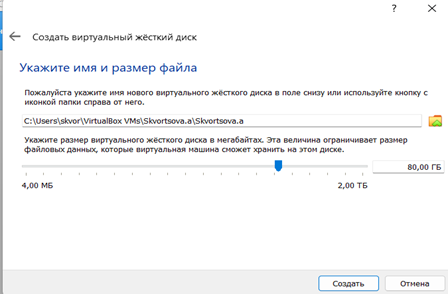 ?
Создать виртуальный жёсткий диск
Укажите имя и размер файла
Пожалуйста укажите имя нового виртуального жёсткого диска в поле снизу или используйте кнопку с
иконкой папки справа от него.
C:\Users\skvor\VirtualBox VMs\Skvortsova.a\Skvortsova.a
Укажите размер виртуального жёсткого диска в мегабайтах. Эта величина ограничивает размер
файловых данных, которые виртуальная машина сможет хранить на этом диске.
80,00 ГБ
4,00 МБ 2,00 ТБ
Создать Отмена